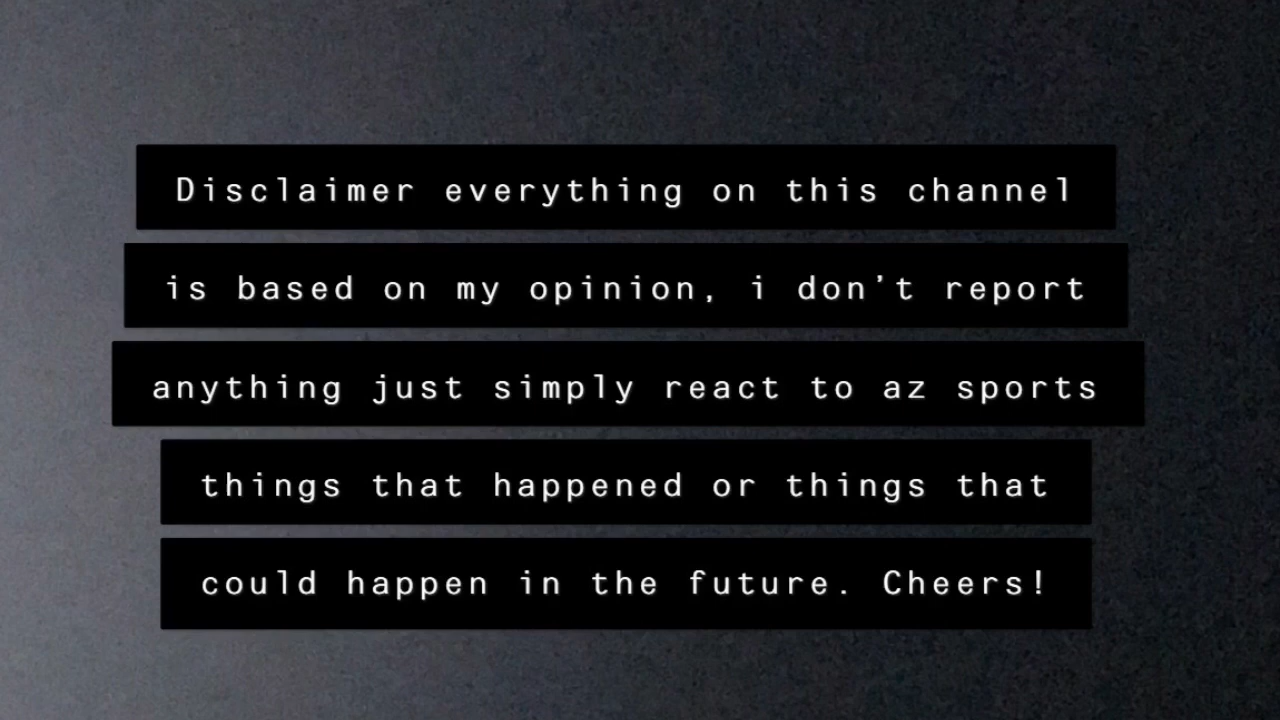 Disclaimer everything on this channel
is based on my opinion, i don’t report
anything just simply react to az sports
things that happened or things that
could happen in the future. Cheers!